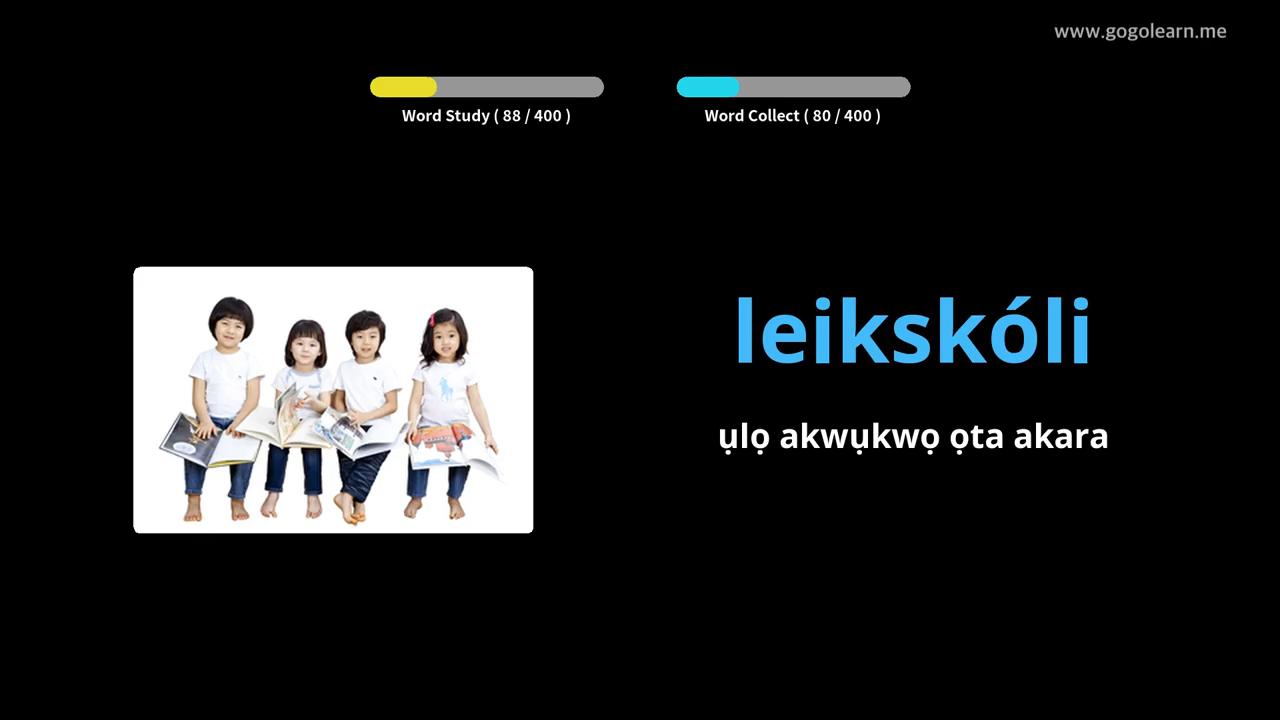 www.gogolearn.me
Word Study ( 88 / 400 )
Word Collect ( 80 / 400 )
leikskóli
ụlọ akwụkwọ ọta akara